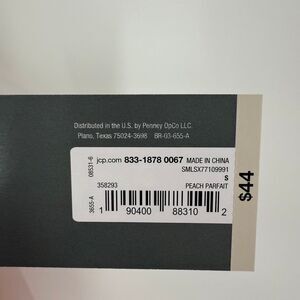 Distributed in the U.S. by Penney OpCo LLC.
Plano, Texas 75024-3698 BR-03-655-A
jcp.com 833-1878 0067 MADE IN CHINA
SMLSX77109991
S
358293 PEACH PARFAIT
08531-6
3655-A
1 90400 88310 2
$44